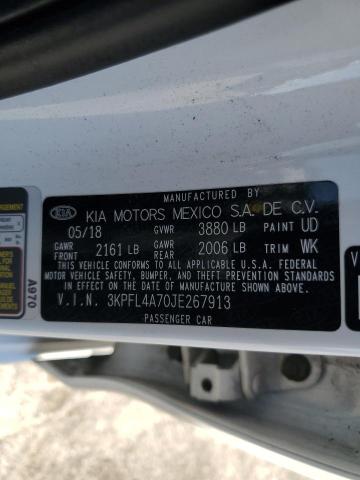 MANUFACTURED BY
KIA KIA MOTORS MEXICO S.A. DE C.V.
05/18 GVWR 3880 LB PAINT UD
GAWR FRONT 2161 LB GAWR REAR 2006 LB TRIM WK
THIS VEHICLE CONFORMS TO ALL APPLICABLE U.S.A. FEDERAL
MOTOR VEHICLE SAFETY, BUMPER, AND THEFT PREVENTION STANDARDS
IN EFFECT ON THE DATE OF MANUFACTURE SHOWN ABOVE.
V.I.N. 3KPFL4A70JE267913
PASSENGER CAR
A970
V